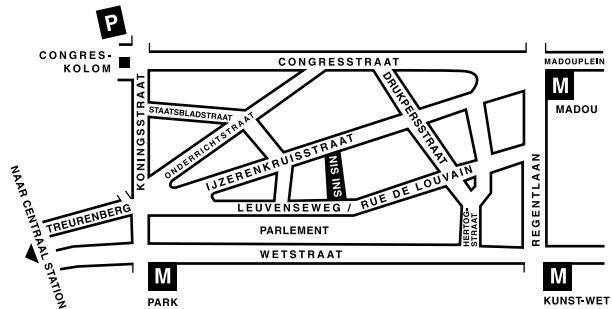 P
CONGRES-
KOLOM
CONGRESSTRAAT
MADOUPLEIN
M
MADOU
KONINGSSTRAAT
STAATSBLADSTRAAT
ONDERRICHTSTRAAT
DRUKPERSSTRAAT
IJZERENKRUISSTRAAT
NIS INS
LEUVENSEWEG / RUE DE LOUVAIN
REGENTLAAN
NAAR CENTRAAL STATION
TREURENBERG
PARLEMENT
HERTOG-
STRAAT
WETSTRAAT
M
PARK
M
KUNST-WET